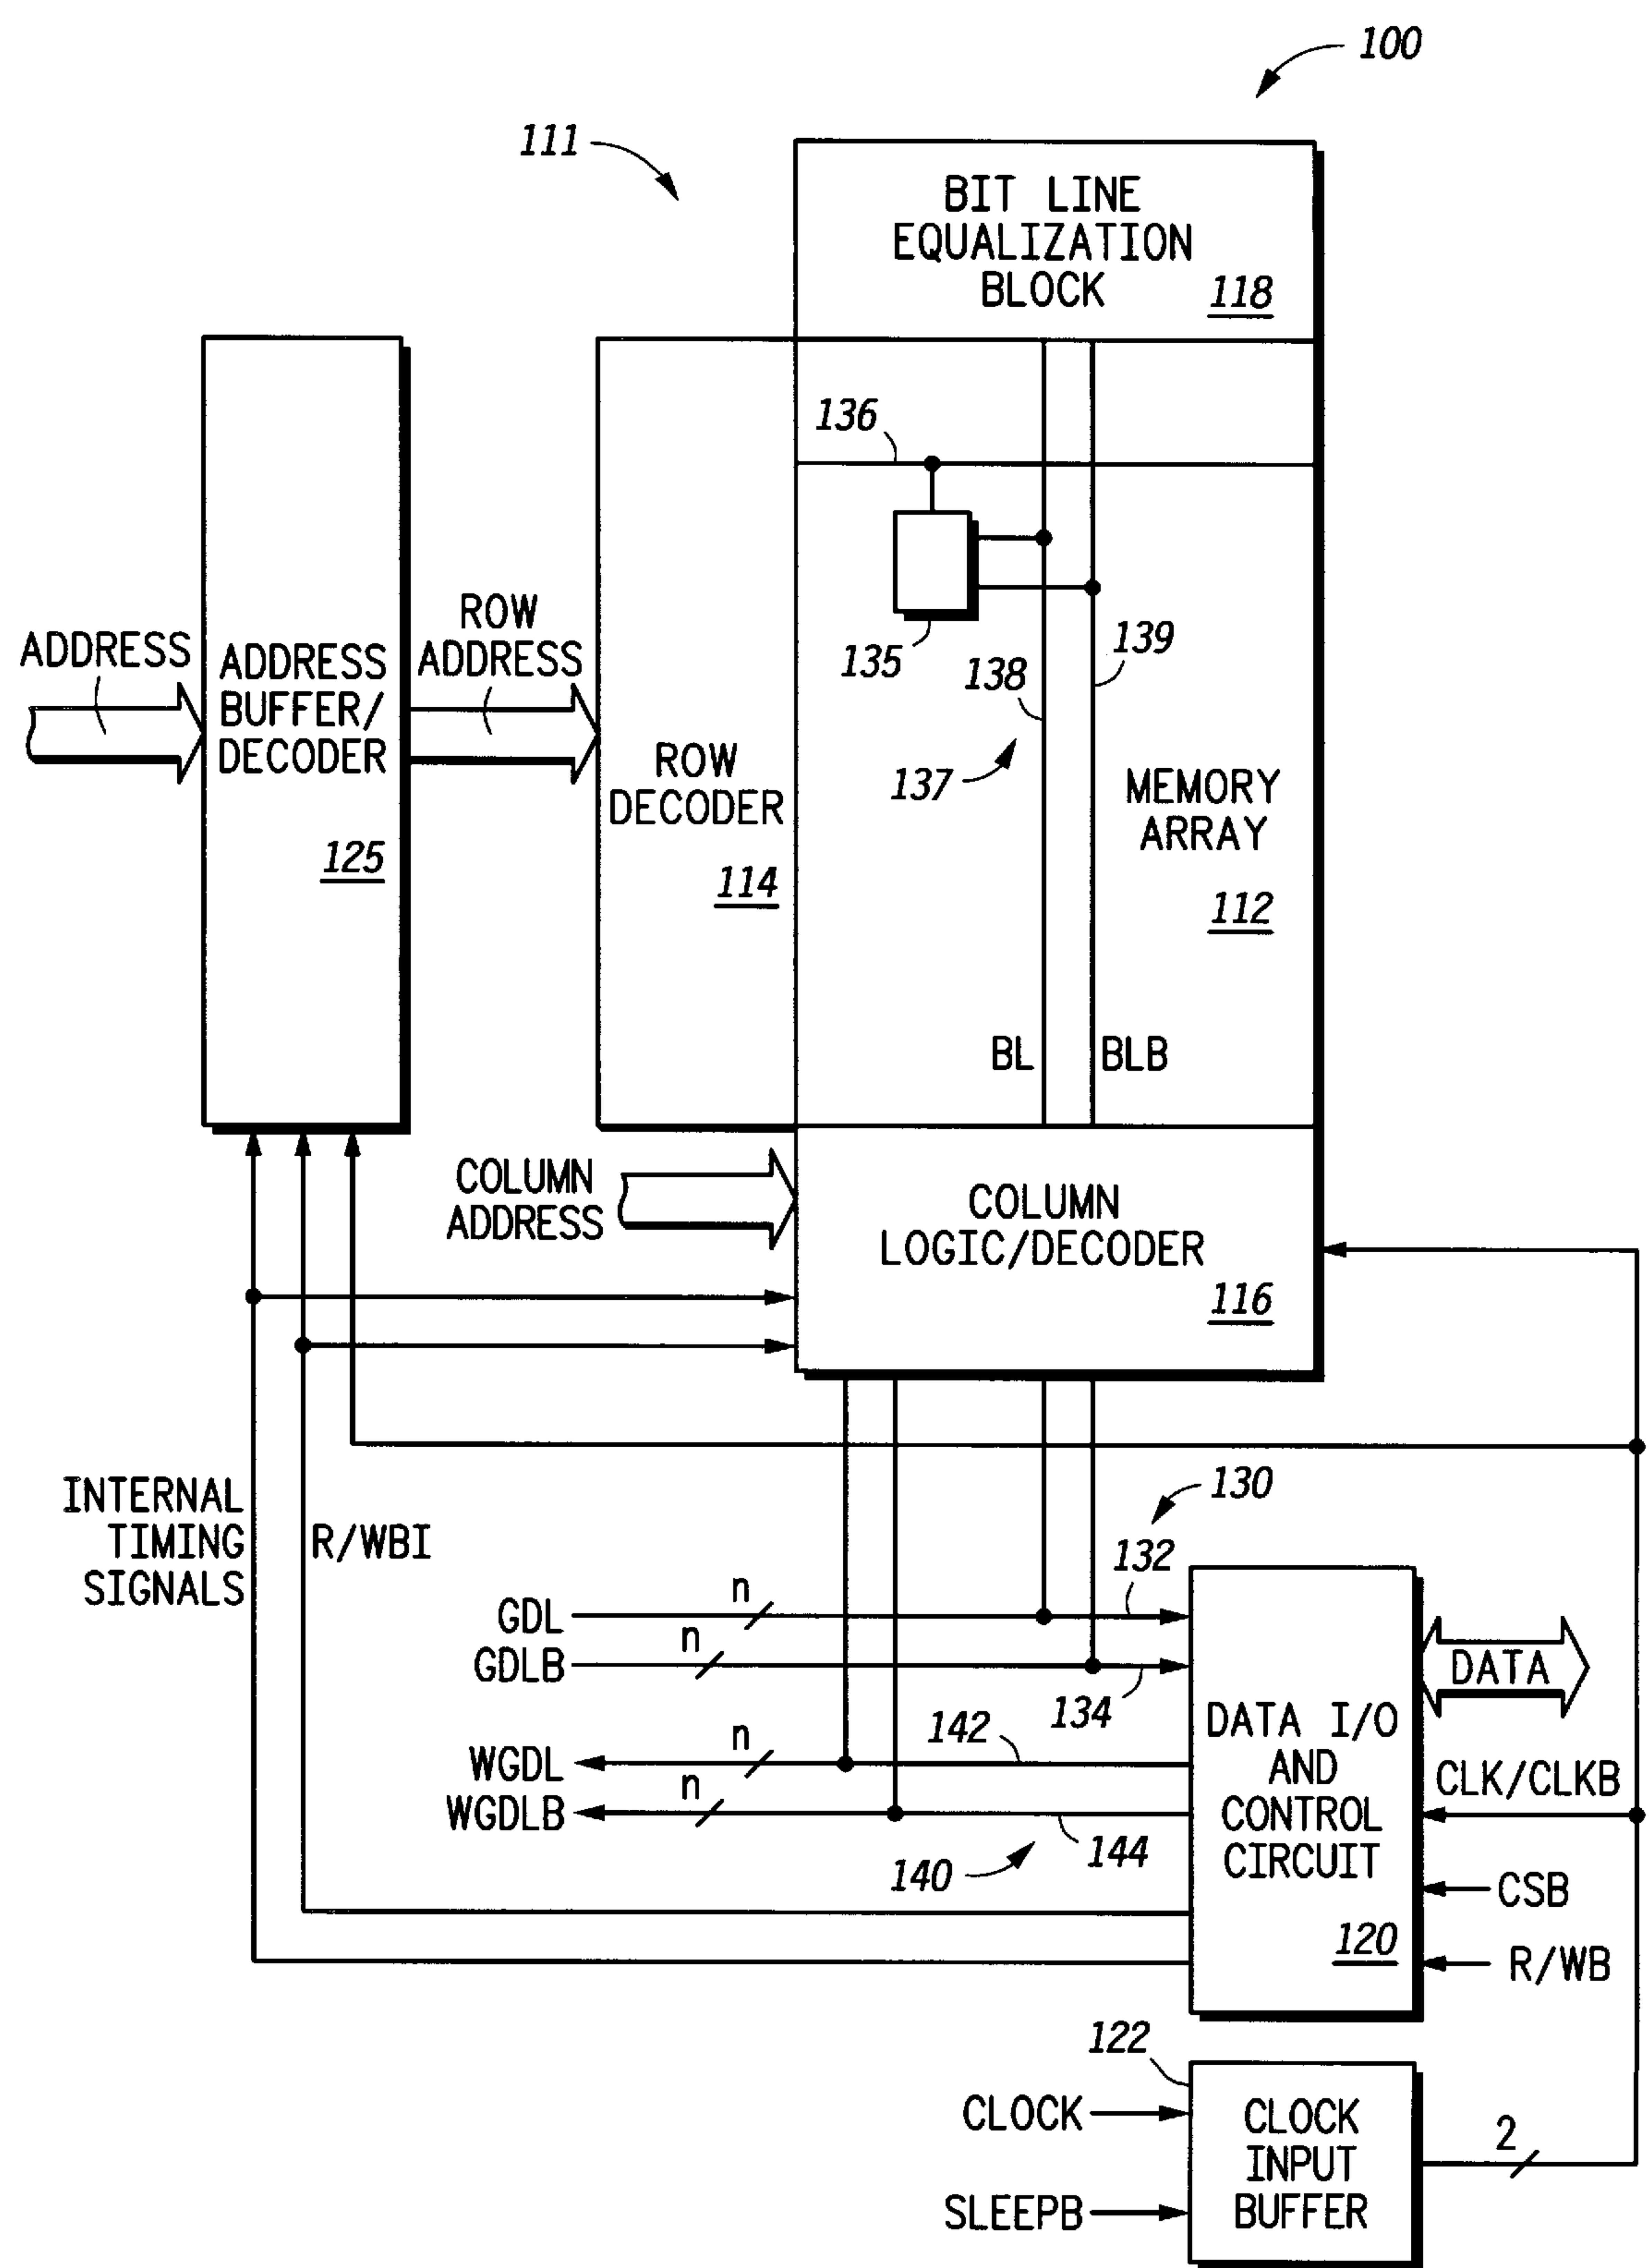 100
111
BIT LINE
EQUALIZATION
BLOCK
118
136
ADDRESS
ADDRESS
BUFFER/
DECODER
125
ROW
ADDRESS
ROW
DECODER
114
135
138
139
137
MEMORY
ARRAY
112
BL
BLB
COLUMN
ADDRESS
COLUMN
LOGIC/DECODER
116
INTERNAL
TIMING
SIGNALS
R/WBI
130
132
GDL
n
GDLB
n
134
WGDL
n
142
WGDLB
n
144
140
DATA I/O
AND
CONTROL
CIRCUIT
120
DATA
CLK/CLKB
CSB
R/WB
122
CLOCK
SLEEPB
CLOCK
INPUT
BUFFER
2